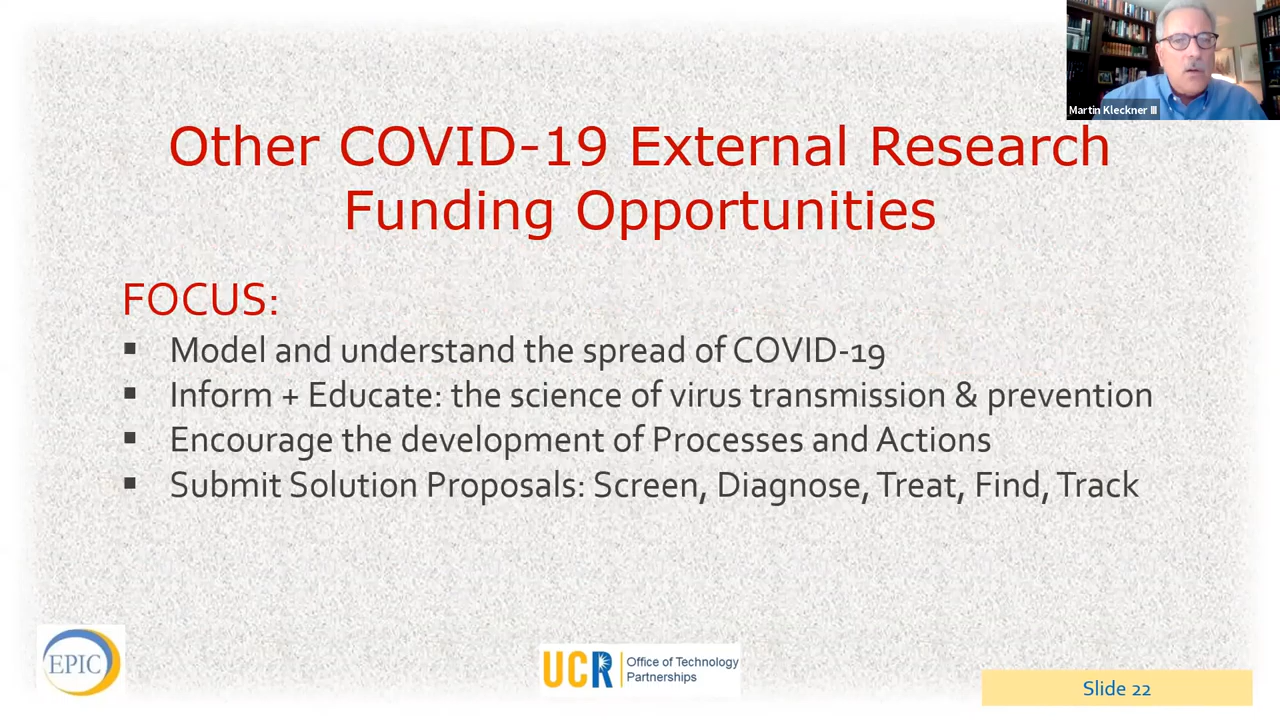 Martin Kleckner III
Other COVID-19 External Research
Funding Opportunities
FOCUS:
▪ Model and understand the spread of COVID-19
▪ Inform + Educate: the science of virus transmission & prevention
▪ Encourage the development of Processes and Actions
▪ Submit Solution Proposals: Screen, Diagnose, Treat, Find, Track
EPIC
UCR
Office of Technology
Partnerships
Slide 22